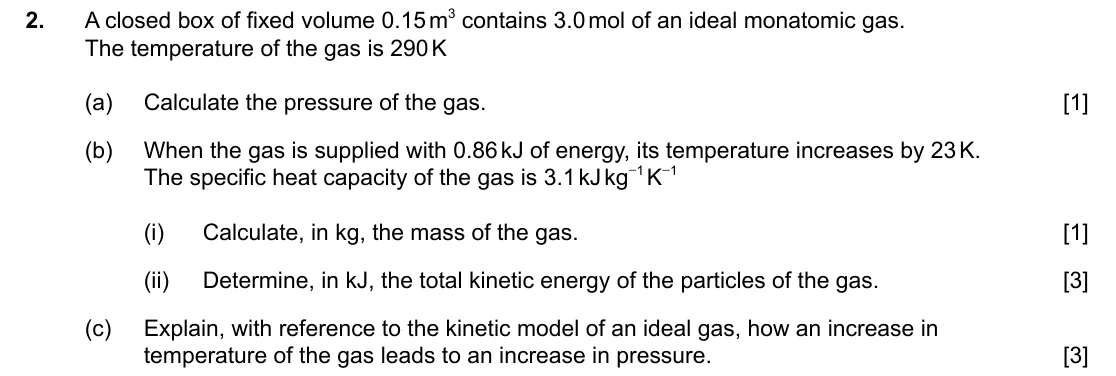 2. A closed box of fixed volume 0.15 m³ contains 3.0 mol of an ideal monatomic gas.
The temperature of the gas is 290 K
(a) Calculate the pressure of the gas. [1]
(b) When the gas is supplied with 0.86 kJ of energy, its temperature increases by 23 K.
The specific heat capacity of the gas is 3.1 kJ kg⁻¹ K⁻¹
(i) Calculate, in kg, the mass of the gas. [1]
(ii) Determine, in kJ, the total kinetic energy of the particles of the gas. [3]
(c) Explain, with reference to the kinetic model of an ideal gas, how an increase in
temperature of the gas leads to an increase in pressure. [3]